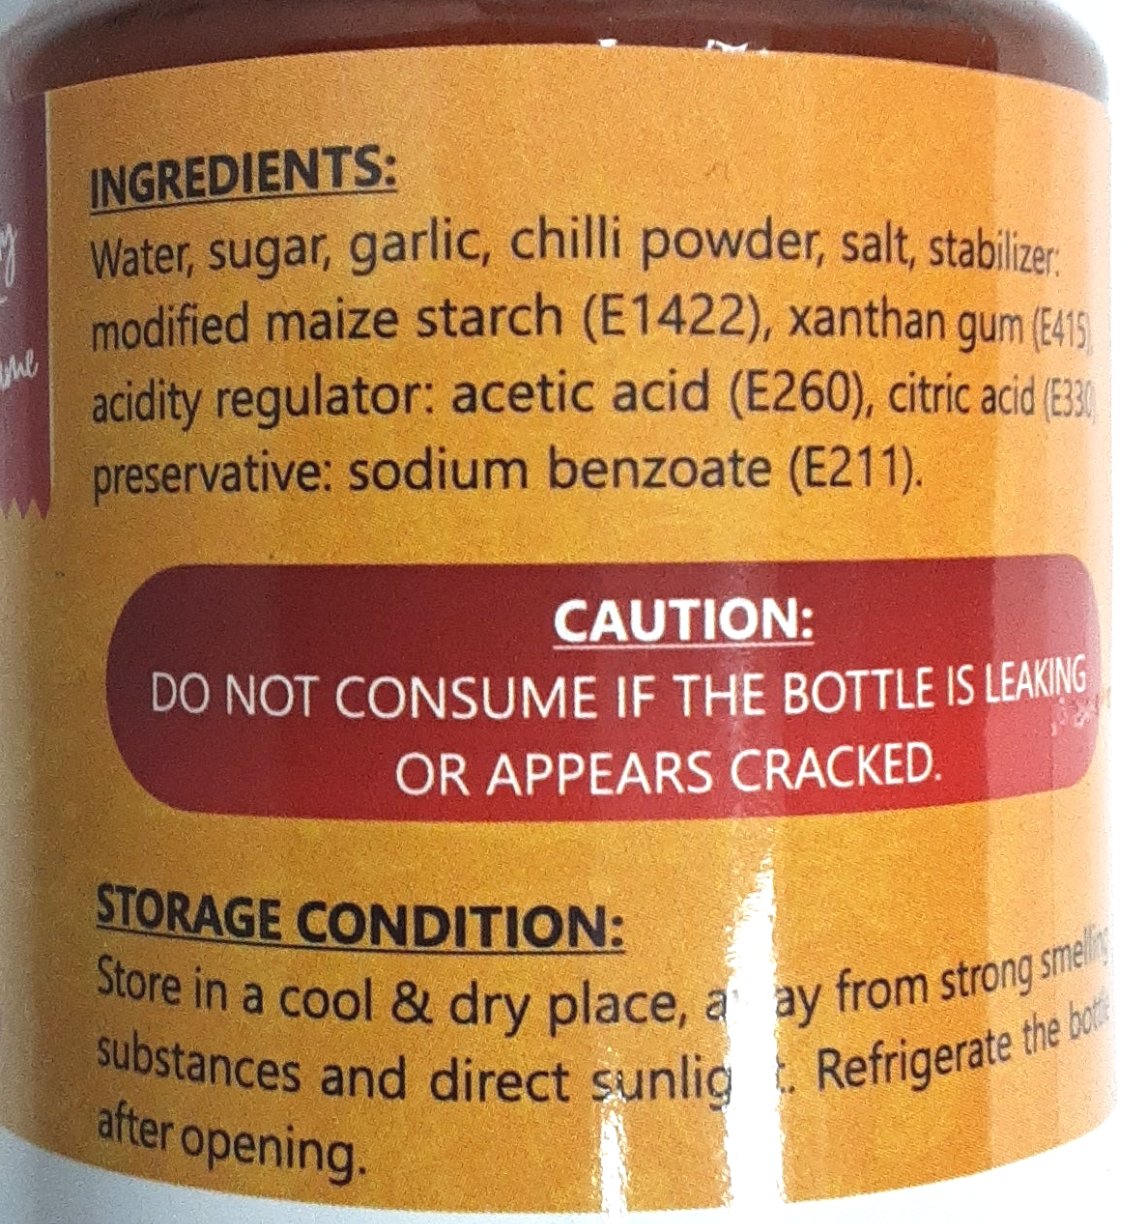 INGREDIENTS:
Water, sugar, garlic, chilli powder, salt, stabilizer:
modified maize starch (E1422), xanthan gum (E415),
acidity regulator: acetic acid (E260), citric acid (E330),
preservative: sodium benzoate (E211).
CAUTION:
DO NOT CONSUME IF THE BOTTLE IS LEAKING
OR APPEARS CRACKED.
STORAGE CONDITION:
Store in a cool & dry place, away from strong smelling
substances and direct sunlight. Refrigerate the bottle
after opening.